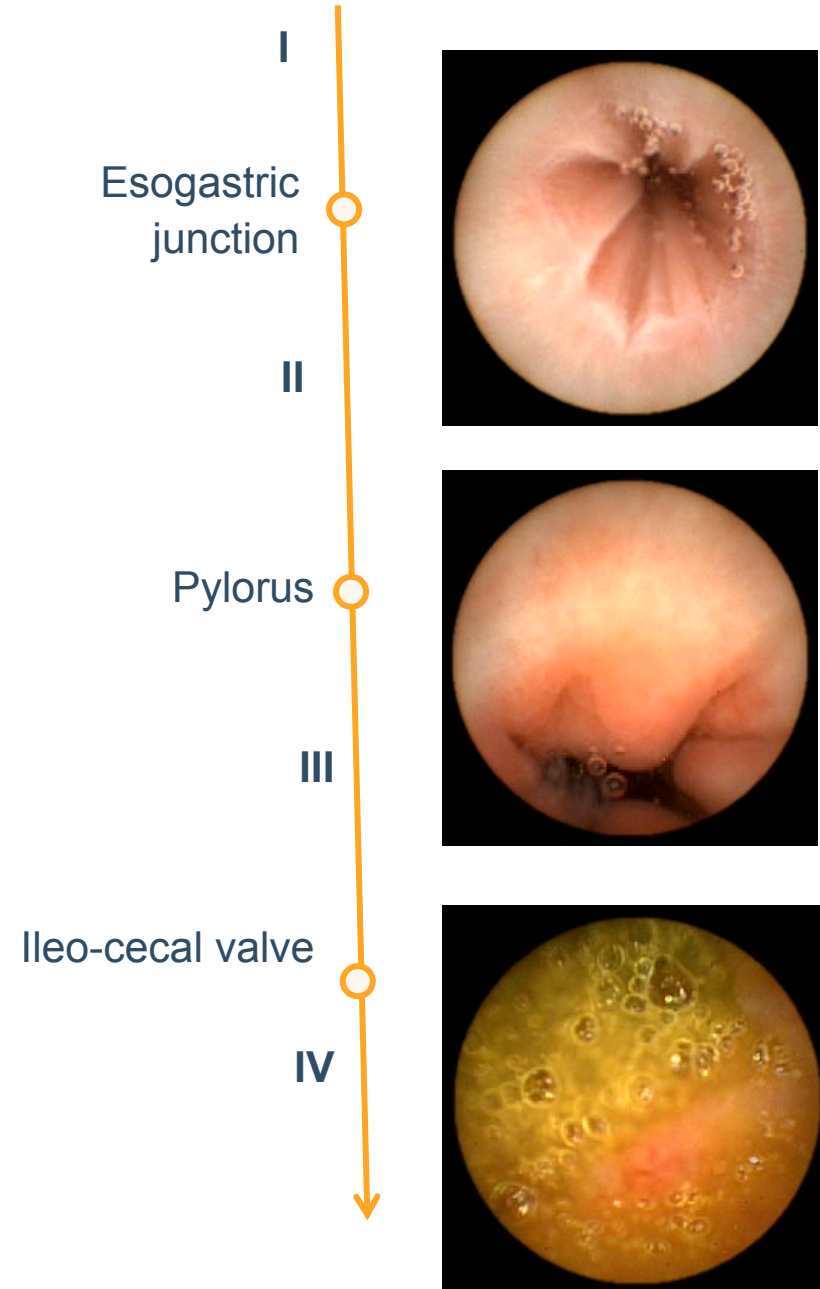 I
Esogastric
junction
II
Pylorus
III
Ileo-cecal valve
IV